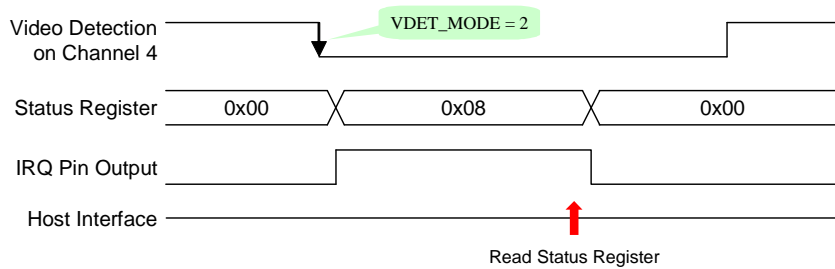 Video Detection
on Channel 4
VDET_MODE = 2
Status Register
0x00
0x08
0x00
IRQ Pin Output
Host Interface
Read Status Register